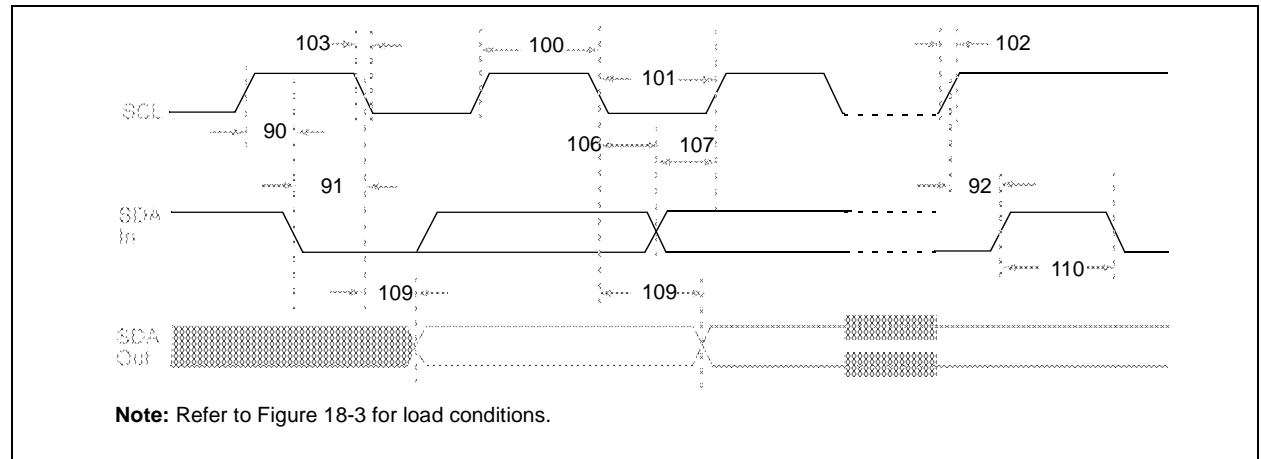 103
100
102
101
SCL
90
106
107
91
92
SDA
In
110
109
109
SDA
Out
Note: Refer to Figure 18-3 for load conditions.